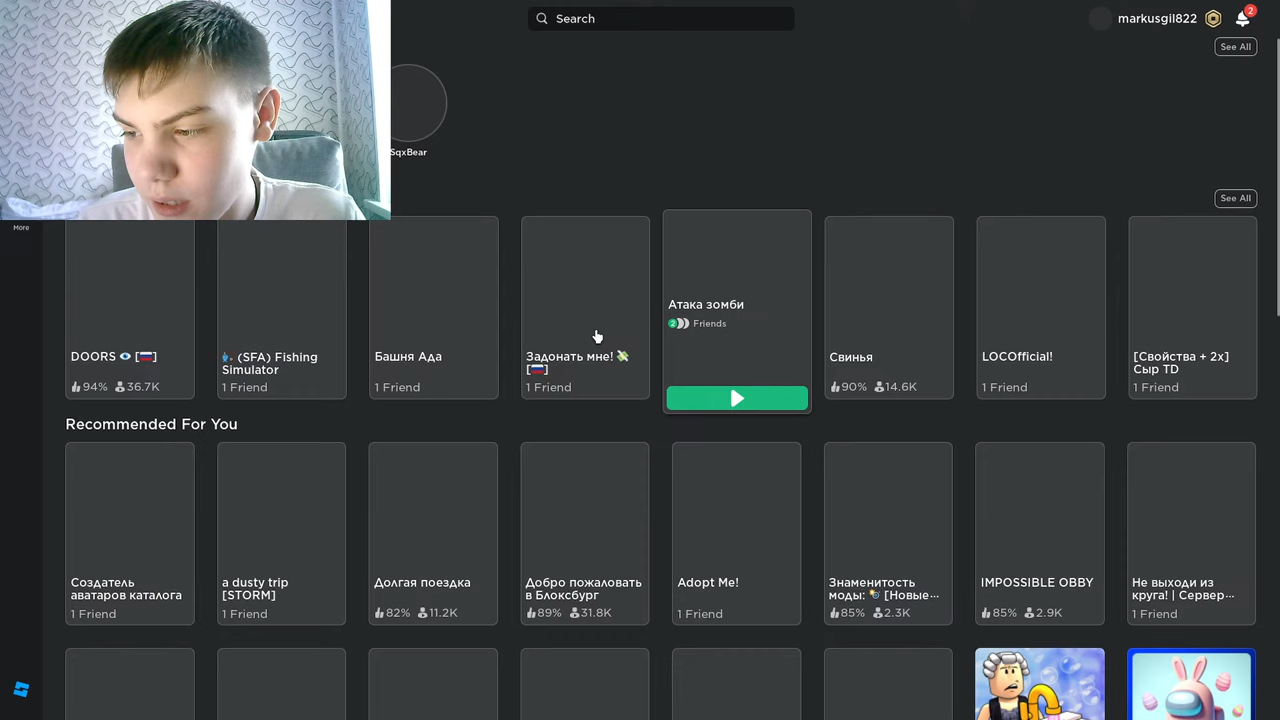 Search
markusgil822
2
See All
SqxBear
See All
More
DOORS 👁 [🇷🇺]
94% 36.7K
(SFA) Fishing
Simulator
1 Friend
Башня Ада
1 Friend
Задонать мне! 💸
[🇷🇺]
1 Friend
Атака зомби
2 Friends
Свинья
90% 14.6K
LOCOfficial!
1 Friend
[Свойства + 2x]
Сыр TD
1 Friend
Recommended For You
Создатель
аватаров каталога
1 Friend
a dusty trip
[STORM]
1 Friend
Долгая поездка
82% 11.2K
Добро пожаловать
в Блоксбург
89% 31.8K
Adopt Me!
1 Friend
Знаменитость
моды: [Новые…
85% 2.3K
IMPOSSIBLE OBBY
85% 2.9K
Не выходи из
круга! | Сервер…
1 Friend